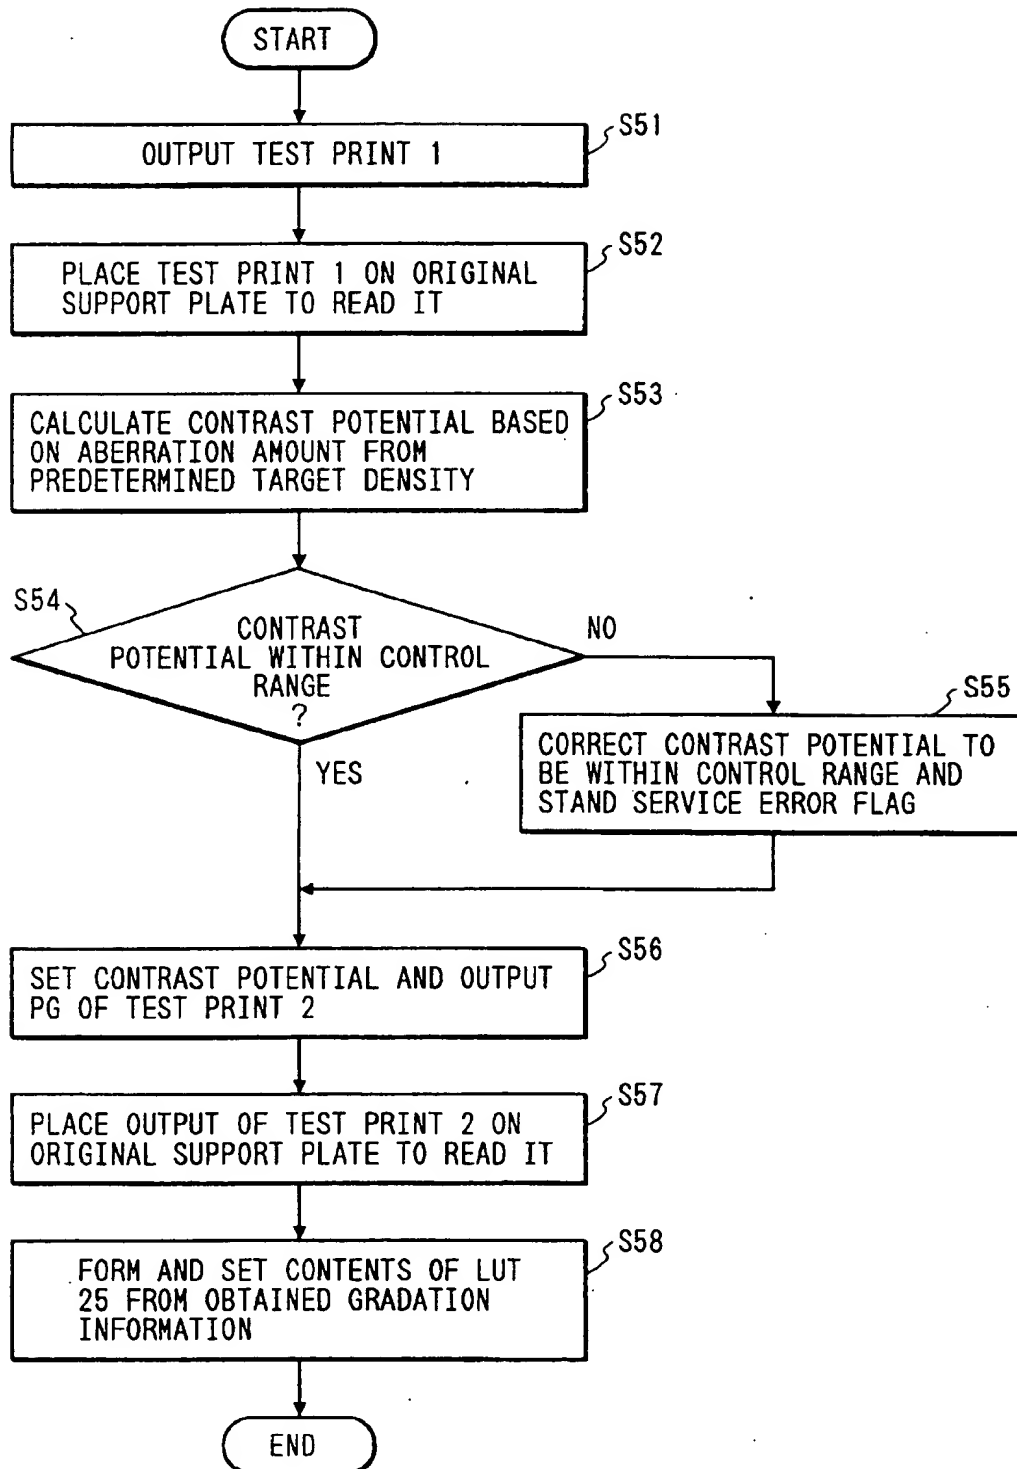 START
S51
OUTPUT TEST PRINT 1
S52
PLACE TEST PRINT 1 ON ORIGINAL
SUPPORT PLATE TO READ IT
S53
CALCULATE CONTRAST POTENTIAL BASED
ON ABERRATION AMOUNT FROM
PREDETERMINED TARGET DENSITY
S54
CONTRAST
POTENTIAL WITHIN CONTROL
RANGE
?
NO
YES
S55
CORRECT CONTRAST POTENTIAL TO
BE WITHIN CONTROL RANGE AND
STAND SERVICE ERROR FLAG
S56
SET CONTRAST POTENTIAL AND OUTPUT
PG OF TEST PRINT 2
S57
PLACE OUTPUT OF TEST PRINT 2 ON
ORIGINAL SUPPORT PLATE TO READ IT
S58
FORM AND SET CONTENTS OF LUT
25 FROM OBTAINED GRADATION
INFORMATION
END